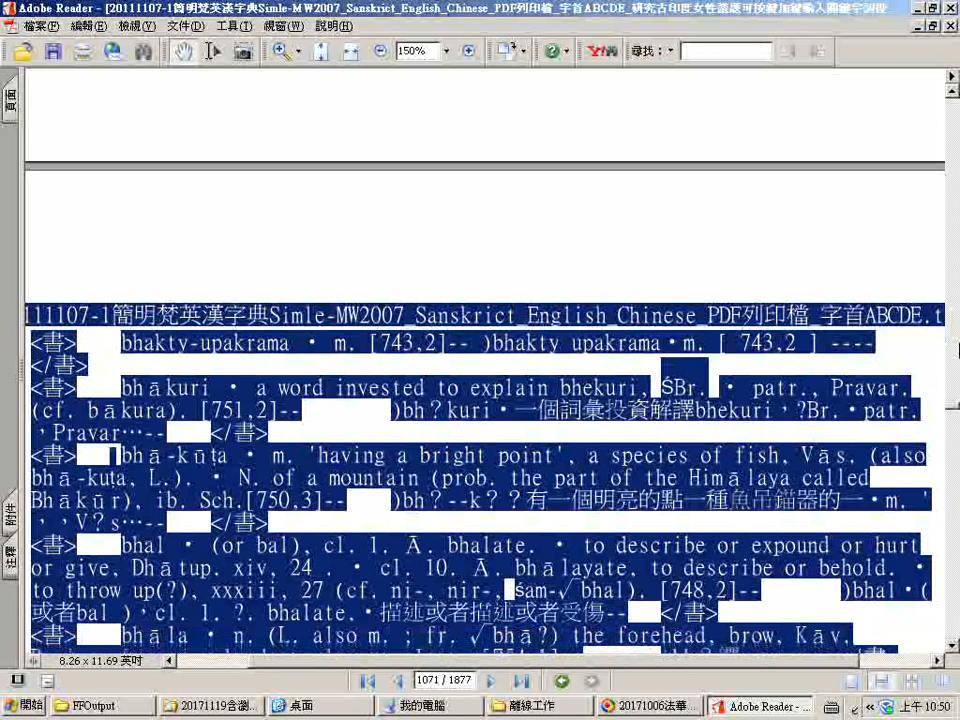 Adobe Reader - [20111107-1簡明梵英漢字典Simle-MW2007_Sanskrict_English_Chinese_PDF列印檔_字首ABCDE_研究古印度女性議題可按鍵加鍵輸入關鍵字詞搜
檔案(F) 編輯(E) 檢視(V) 文件(D) 工具(T) 視窗(W) 說明(H)
150% Y! 尋找:
頁面
111107-1簡明梵英漢字典Simle-MW2007_Sanskrict_English_Chinese_PDF列印檔_字首ABCDE.t
<書> bhakty-upakrama · m. [743,2]-- )bhakty upakrama·m. [ 743,2 ] ----
</書>
<書> bhākuri · a word invested to explain bhekuri, ŚBr. · patr., Pravar.
(cf. bākura). [751,2]-- )bh?kuri·一個詞彙投資解譯bhekuri，?Br.·patr.
，Pravar…-- </書>
<書> bhā-kūṭa · m. 'having a bright point', a species of fish, Vās. (also
bhā-kuṭa, L.). · N. of a mountain (prob. the part of the Himālaya called
Bhākūr), ib. Sch.[750,3]-- )bh?--k??有一個明亮的點一種魚吊錨器的一·m. '
，，V?s…-- </書>
<書> bhal · (or bal), cl. 1. Ā. bhalate. · to describe or expound or hurt
or give, Dhātup. xiv, 24 . · cl. 10. Ā. bhālayate, to describe or behold. ·
to throw up(?), xxxiii, 27 (cf. ni-, nir-, śam-√bhal). [748,2]-- )bhal·(
或者bal )，cl. 1. ?. bhalate.·描述或者描述或者受傷-- </書>
<書> bhāla · n. (L. also m. ; fr. √bhā?) the forehead, brow, Kāv.
附件
注釋
8.26 x 11.69 英吋
1071 / 1877
開始 FFOutput 20171119含瀏... 桌面 我的電腦 離線工作 20171006法華... Adobe Reader - [... 上午 10:50